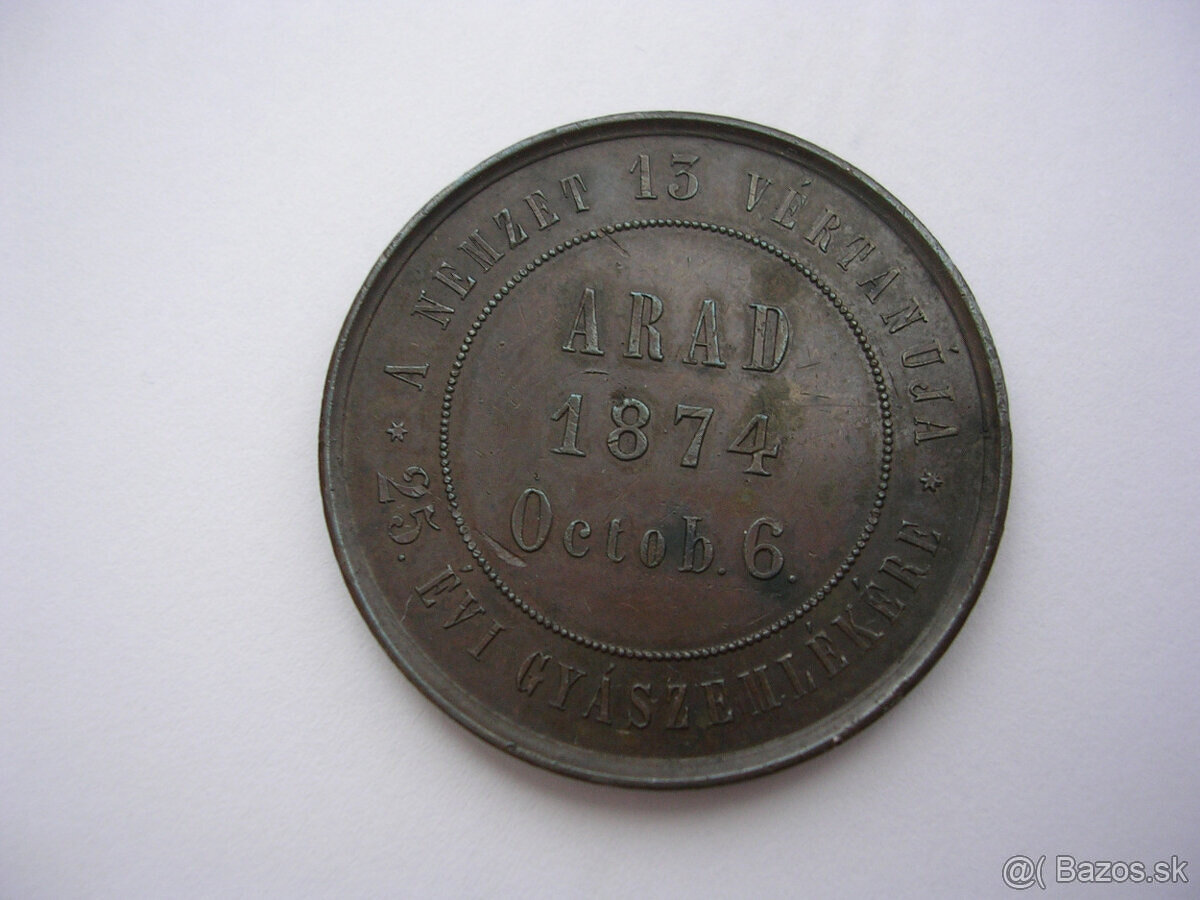 * A NEMZET 13 VÉRTANÚJA *
25. ÉVI GYÁSZEMLÉKÉRE
ARAD
1874
Octob. 6.
@( Bazos.sk